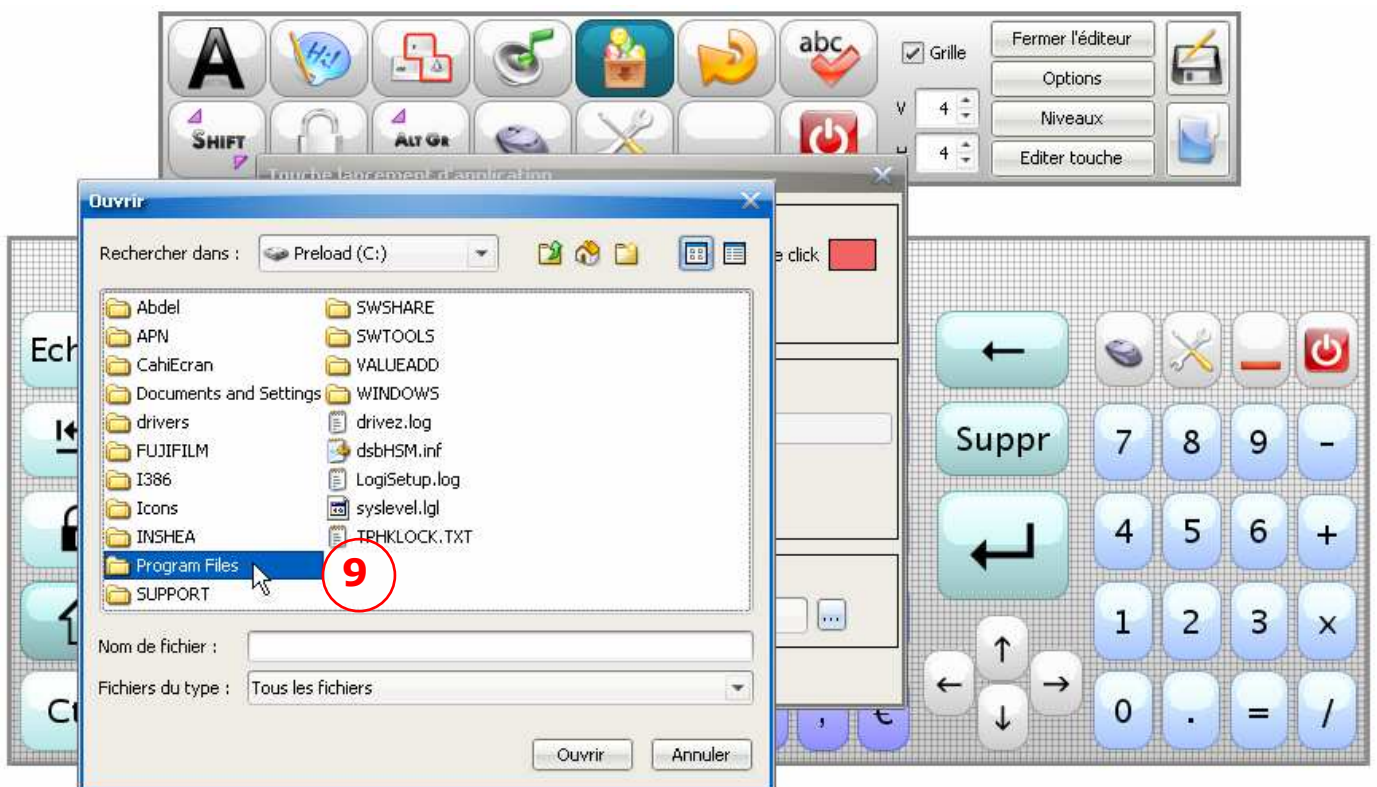 A
Hi!
abc
Grille
Fermer l'éditeur
Options
SHIFT
ALT GR
V 4
Niveaux
H 4
Editer touche
Touche lancement d'application
Ouvrir
Rechercher dans :
Preload (C:)
click
Abdel
APN
CahiEcran
Documents and Settings
drivers
FUJIFILM
I386
Icons
INSHEA
Program Files
SUPPORT
SWSHARE
SWTOOLS
VALUEADD
WINDOWS
drivez.log
dsbHSM.inf
LogiSetup.log
syslevel.lgl
TPHKLOCK.TXT
9
Nom de fichier :
Fichiers du type :
Tous les fichiers
Ouvrir
Annuler
...
Ech
←
Suppr
7 8 9 -
4 5 6 +
1 2 3 x
↑
← →
↓
0 . = /
, €